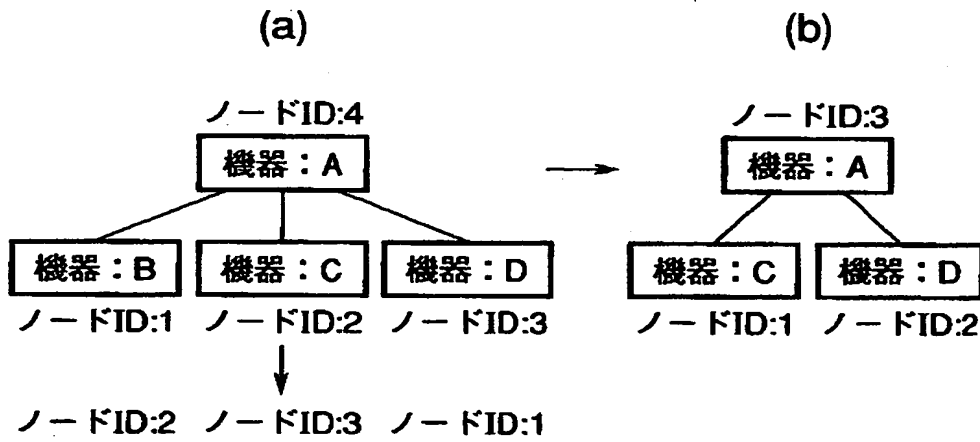 (a) (b)
ノードID:4 ノードID:3
機器：A 機器：A
機器：B 機器：C 機器：D 機器：C 機器：D
ノードID:1 ノードID:2 ノードID:3 ノードID:1 ノードID:2
ノードID:2 ノードID:3 ノードID:1